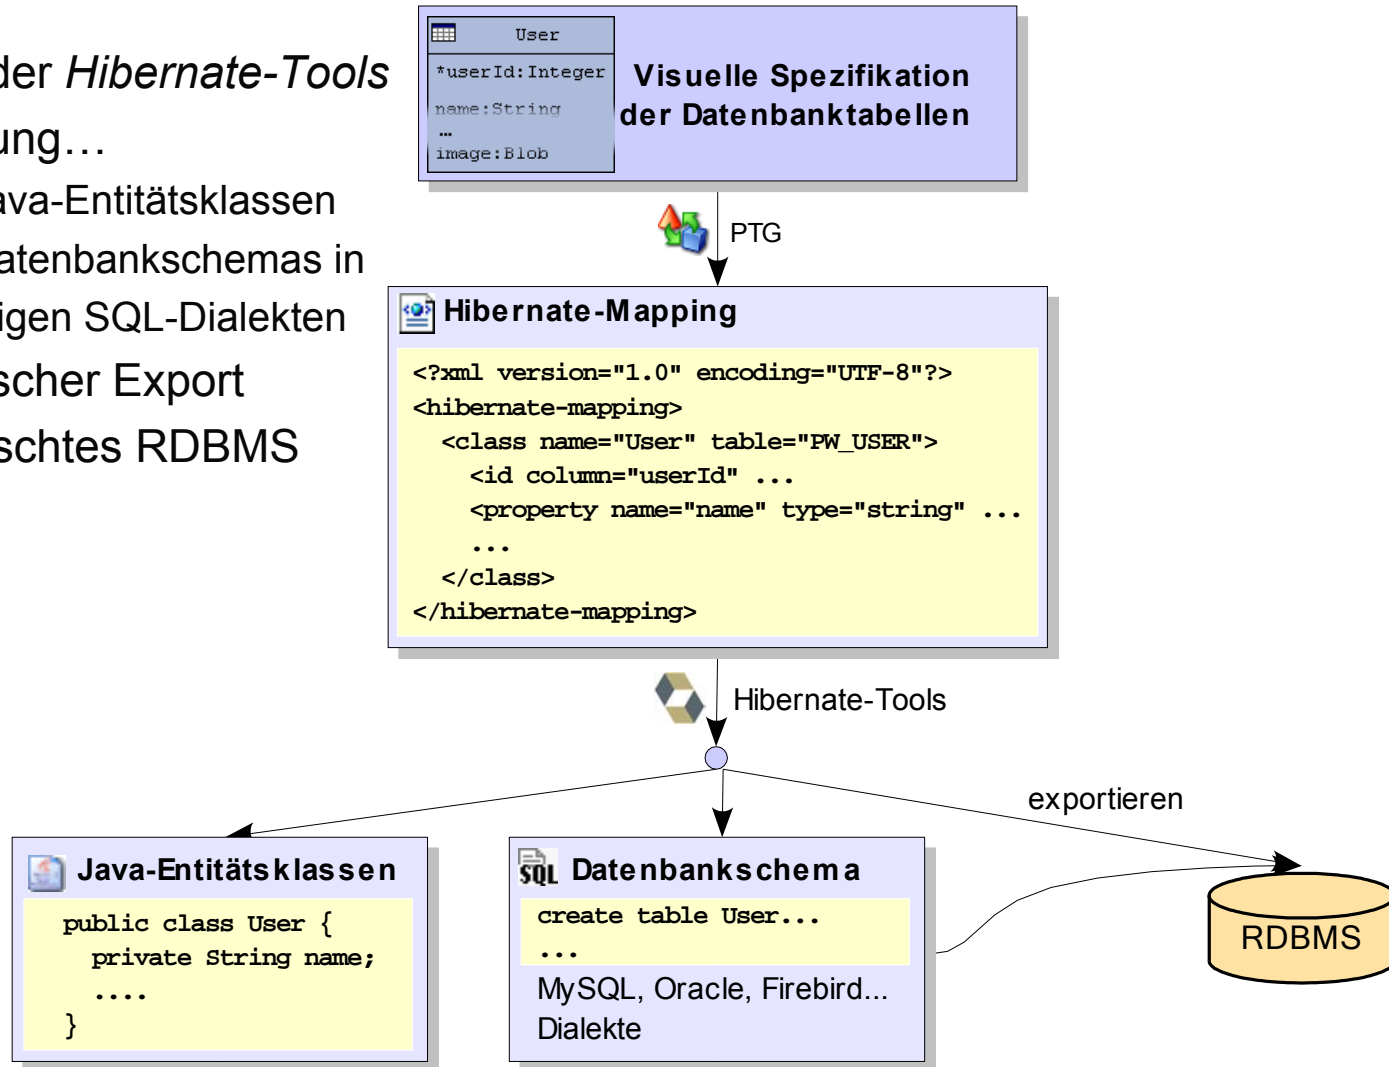 der Hibernate-Tools
ung…
ava-Entitätsklassen
atenbankschemas in
igen SQL-Dialekten
scher Export
schtes RDBMS
User
*userId:Integer
name:String
…
image:Blob
Visuelle Spezifikation
der Datenbanktabellen
PTG
Hibernate-Mapping
<?xml version="1.0" encoding="UTF-8"?>
<hibernate-mapping>
<class name="User" table="PW_USER">
<id column="userId" ...
<property name="name" type="string" ...
...
</class>
</hibernate-mapping>
Hibernate-Tools
exportieren
Java-Entitätsklassen
public class User {
private String name;
....
}
SQL Datenbankschema
create table User...
...
MySQL, Oracle, Firebird...
Dialekte
RDBMS